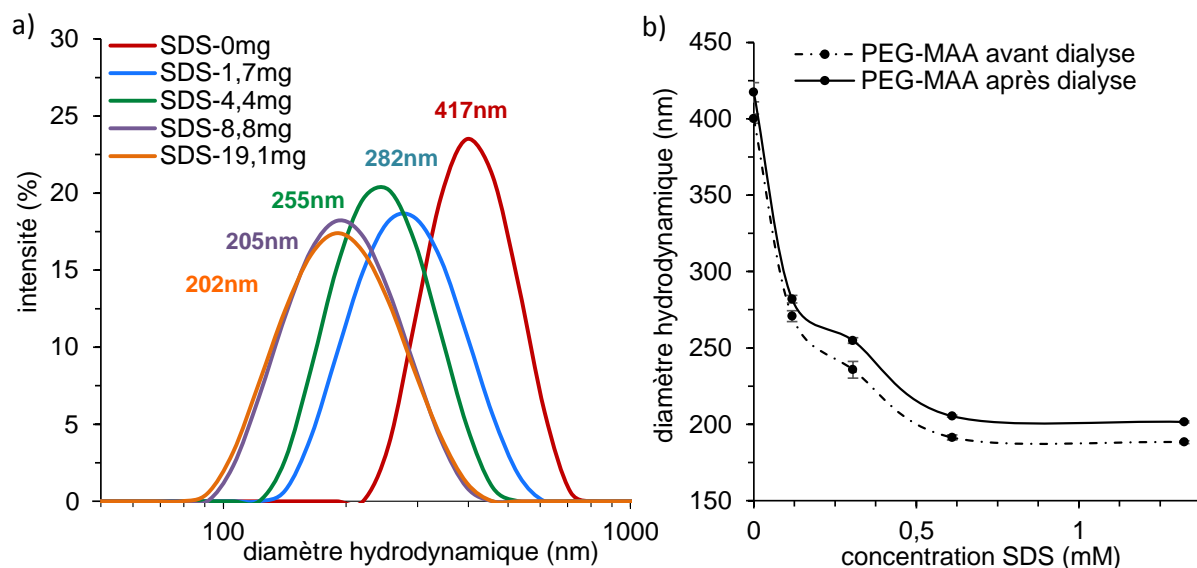 a)
30
25
20
15
10
5
0
intensité (%)
SDS-0mg
SDS-1,7mg
SDS-4,4mg
SDS-8,8mg
SDS-19,1mg
417nm
282nm
255nm
205nm
202nm
100
1000
diamètre hydrodynamique (nm)
b)
450
400
350
300
250
200
150
diamètre hydrodynamique (nm)
PEG-MAA avant dialyse
PEG-MAA après dialyse
0
0,5
1
concentration SDS (mM)